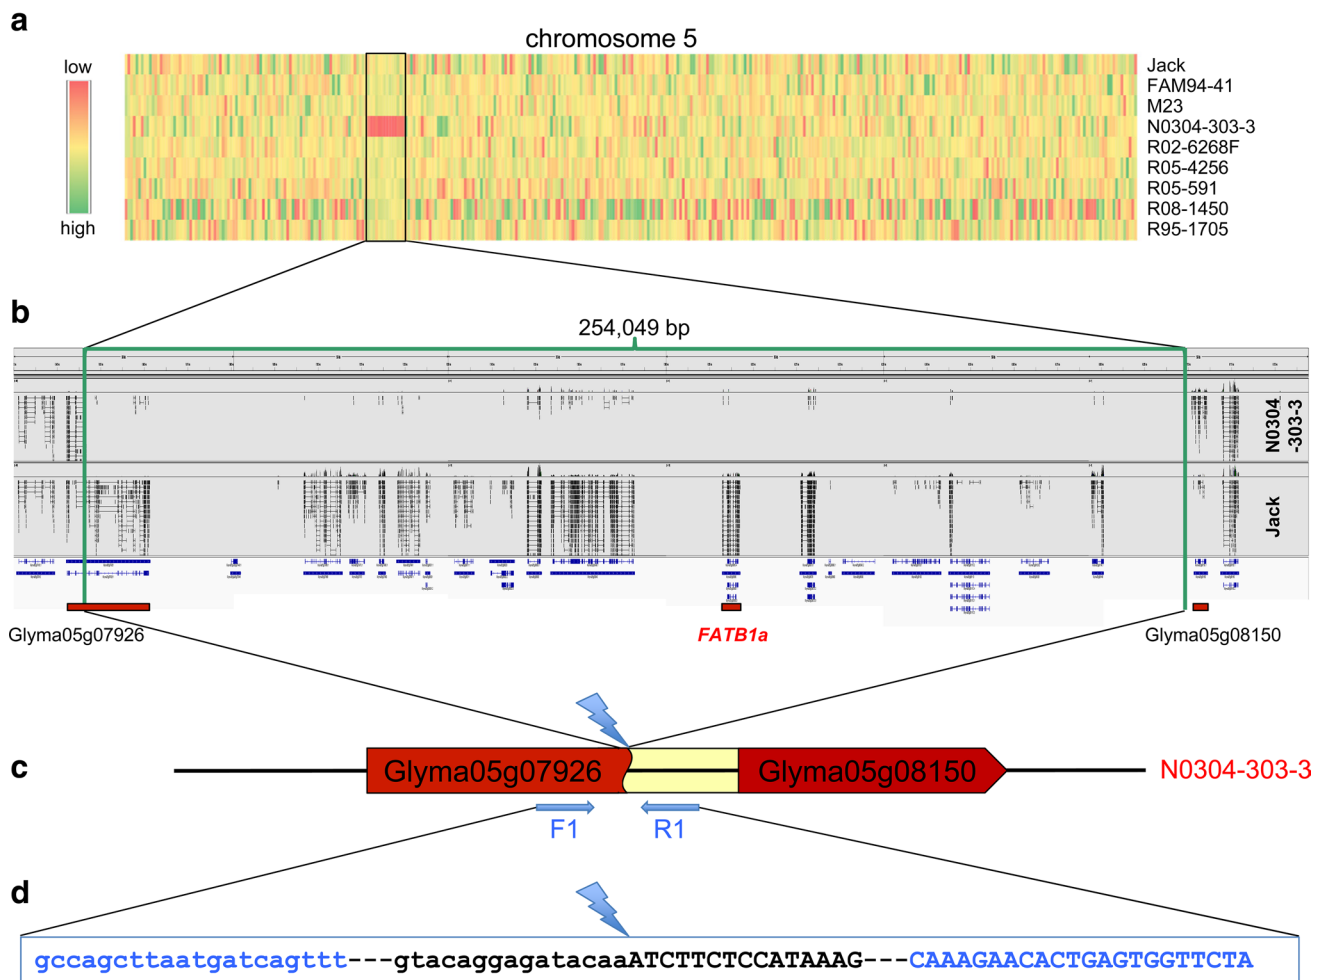 a
chromosome 5
low
high
Jack
FAM94-41
M23
N0304-303-3
R02-6268F
R05-4256
R05-591
R08-1450
R95-1705
b
254,049 bp
N0304
-303-3
Jack
Glyma05g07926
FATB1a
Glyma05g08150
c
Glyma05g07926
Glyma05g08150
N0304-303-3
F1
R1
d
gccagcttaatgatcagttt---gtacaggagatacaaATCTTCTCCATAAAG---CAAAGAACACTGAGTGGTTCTA